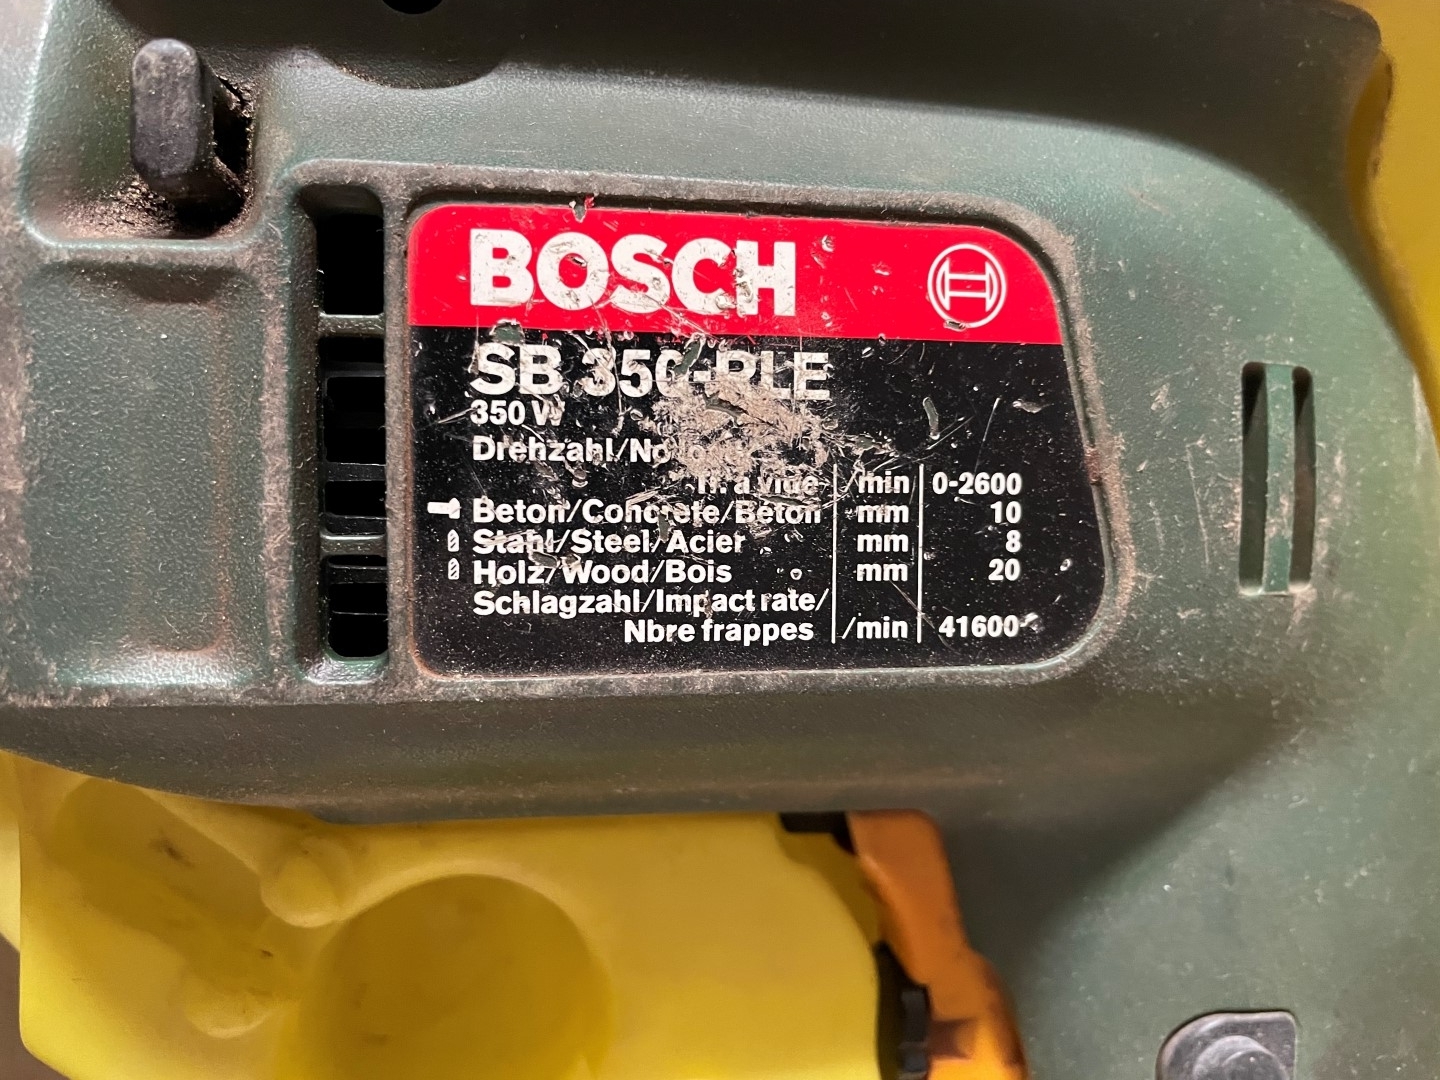 BOSCH
SB 350-RLE
350 W
Drehzahl/No
Tr. à vide /min 0-2600
Beton/Concrete/Béton mm 10
Stahl/Steel/Acier mm 8
Holz/Wood/Bois mm 20
Schlagzahl/Impact rate/
Nbre frappes /min 41600